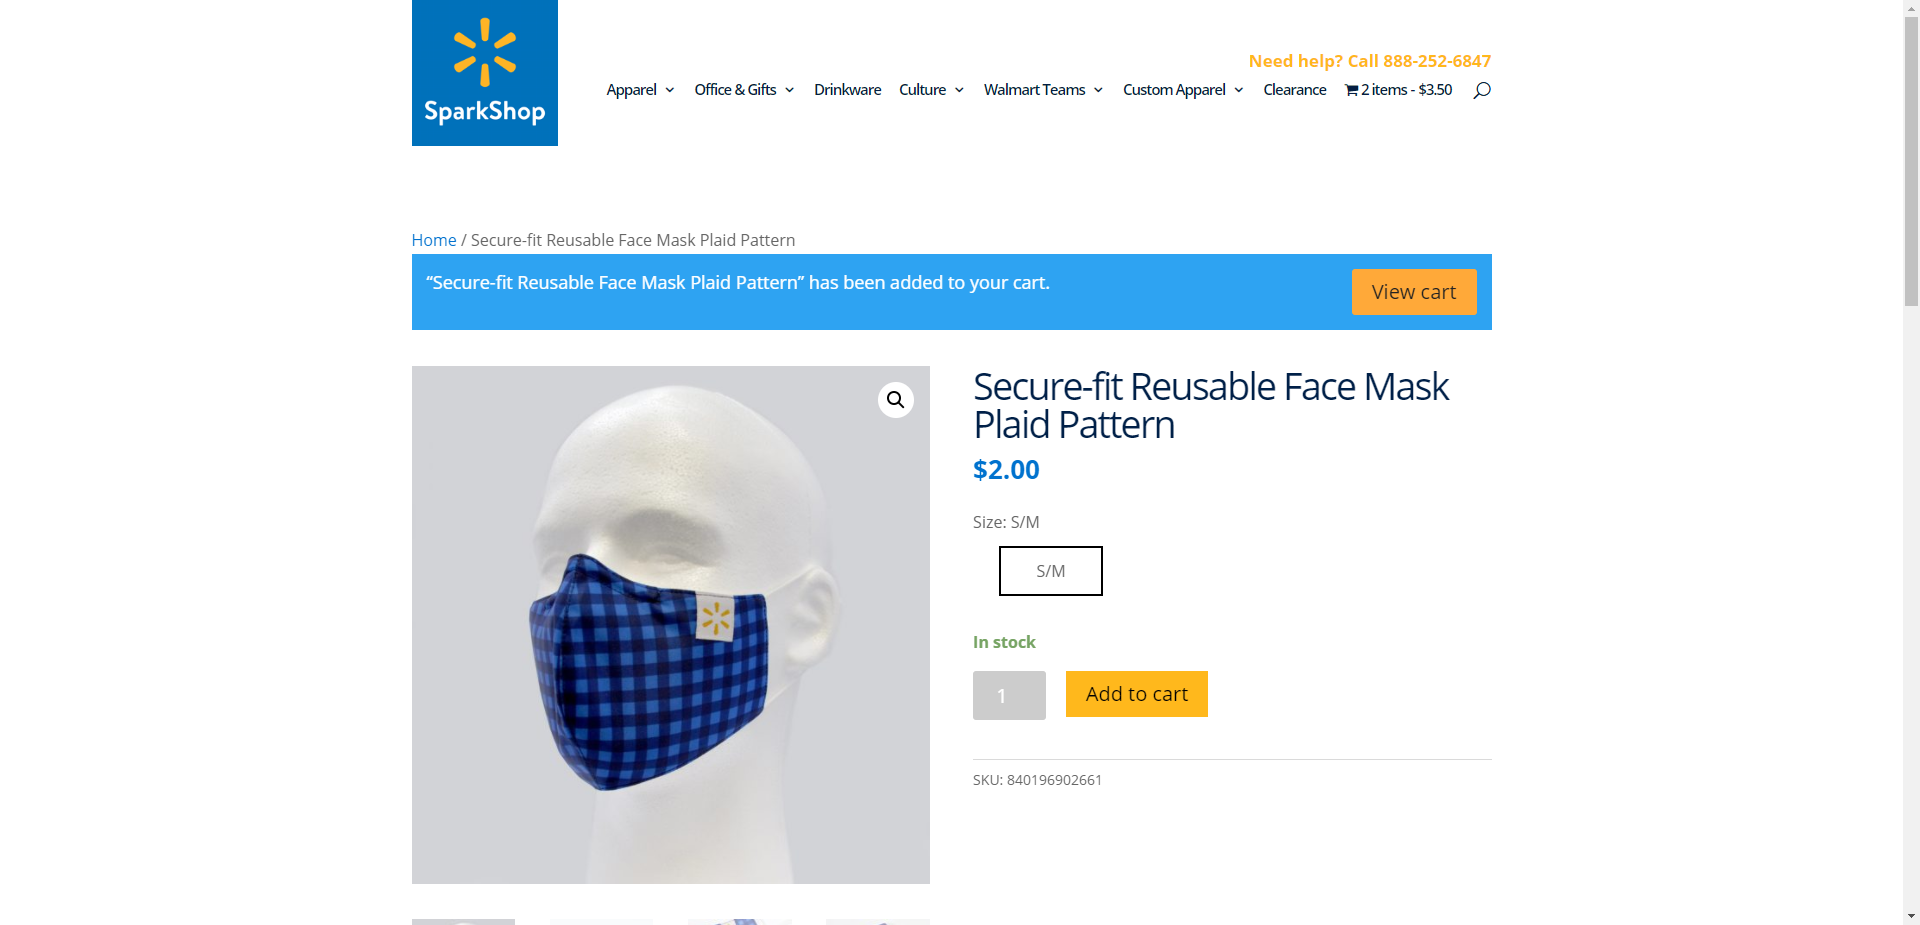 SparkShop
Need help? Call 888-252-6847
Apparel Office & Gifts Drinkware Culture Walmart Teams Custom Apparel Clearance 2 items - $3.50
Home / Secure-fit Reusable Face Mask Plaid Pattern
“Secure-fit Reusable Face Mask Plaid Pattern” has been added to your cart.
View cart
Secure-fit Reusable Face Mask
Plaid Pattern
$2.00
Size: S/M
S/M
In stock
1
Add to cart
SKU: 840196902661